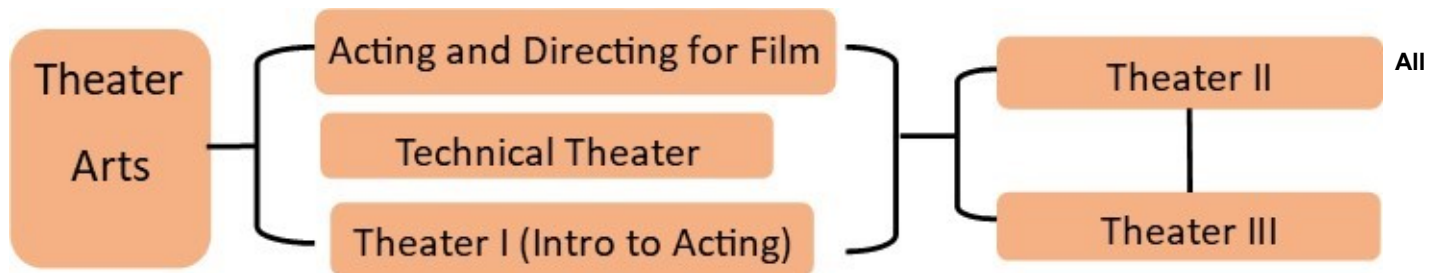 Theater
Arts
Acting and Directing for Film
Technical Theater
Theater I (Intro to Acting)
Theater II
All
Theater III